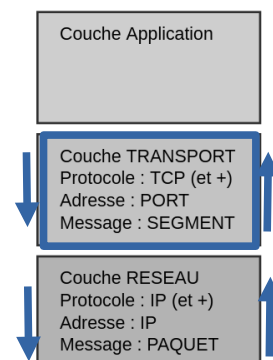 Couche Application
Couche TRANSPORT
Protocole : TCP (et +)
Adresse : PORT
Message : SEGMENT
Couche RESEAU
Protocole : IP (et +)
Adresse : IP
Message : PAQUET